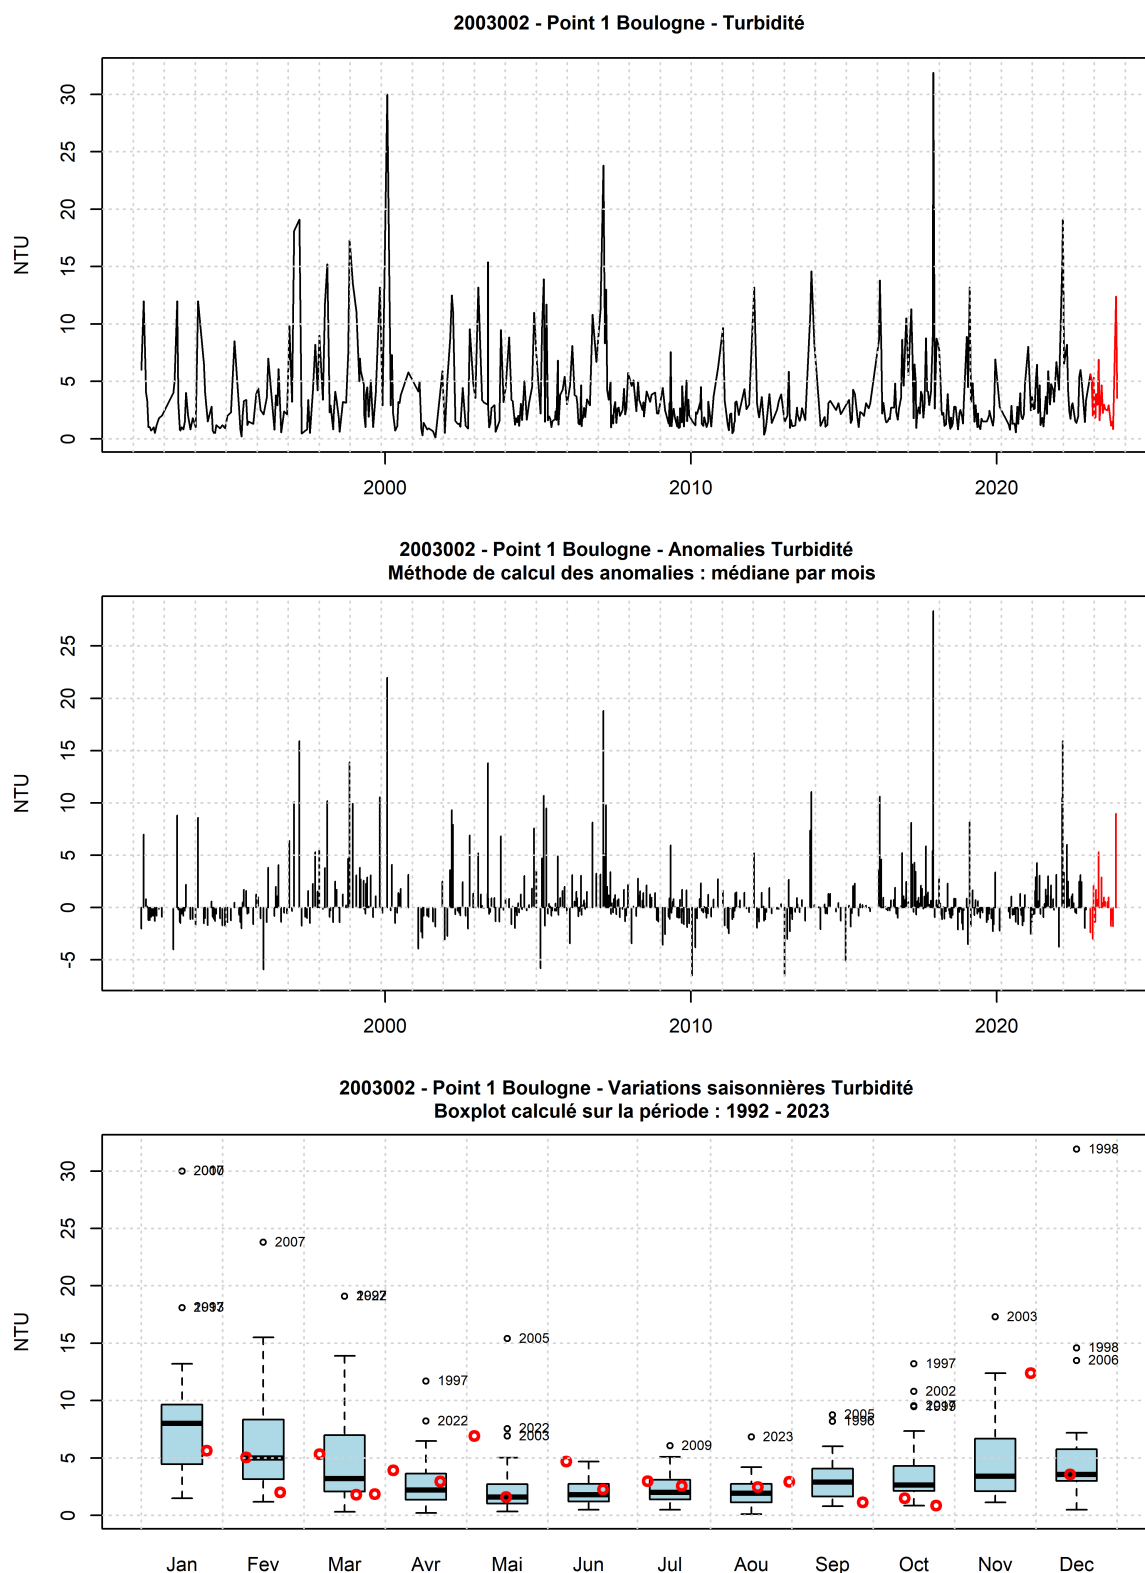 2003002 - Point 1 Boulogne - Turbidité
30
25
20
15
10
5
0
NTU
2000
2010
2020
2003002 - Point 1 Boulogne - Anomalies Turbidité
Méthode de calcul des anomalies : médiane par mois
25
20
15
10
5
0
-5
NTU
2000
2010
2020
2003002 - Point 1 Boulogne - Variations saisonnières Turbidité
Boxplot calculé sur la période : 1992 - 2023
30
25
20
15
10
5
0
NTU
2007
2005
1997
2022
2022
2003
2009
2023
2005
1996
1997
2002
2003
1998
1998
2006
Jan
Fev
Mar
Avr
Mai
Jun
Jul
Aou
Sep
Oct
Nov
Dec